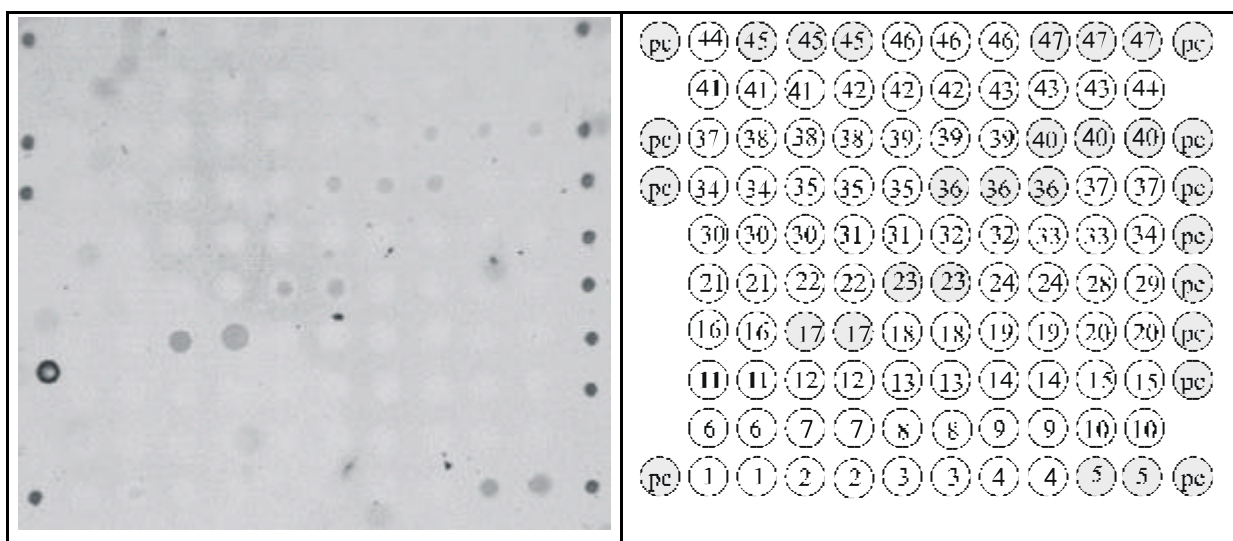 pc 44 45 45 45 46 46 46 47 47 47 pc
41 41 41 42 42 42 43 43 43 44
pc 37 38 38 38 39 39 39 40 40 40 pc
pc 34 34 35 35 35 36 36 36 37 37 pc
30 30 30 31 31 32 32 33 33 34 pc
21 21 22 22 23 23 24 24 28 29 pc
16 16 17 17 18 18 19 19 20 20 pc
11 11 12 12 13 13 14 14 15 15 pc
6 6 7 7 8 8 9 9 10 10
pc 1 1 2 2 3 3 4 4 5 5 pc